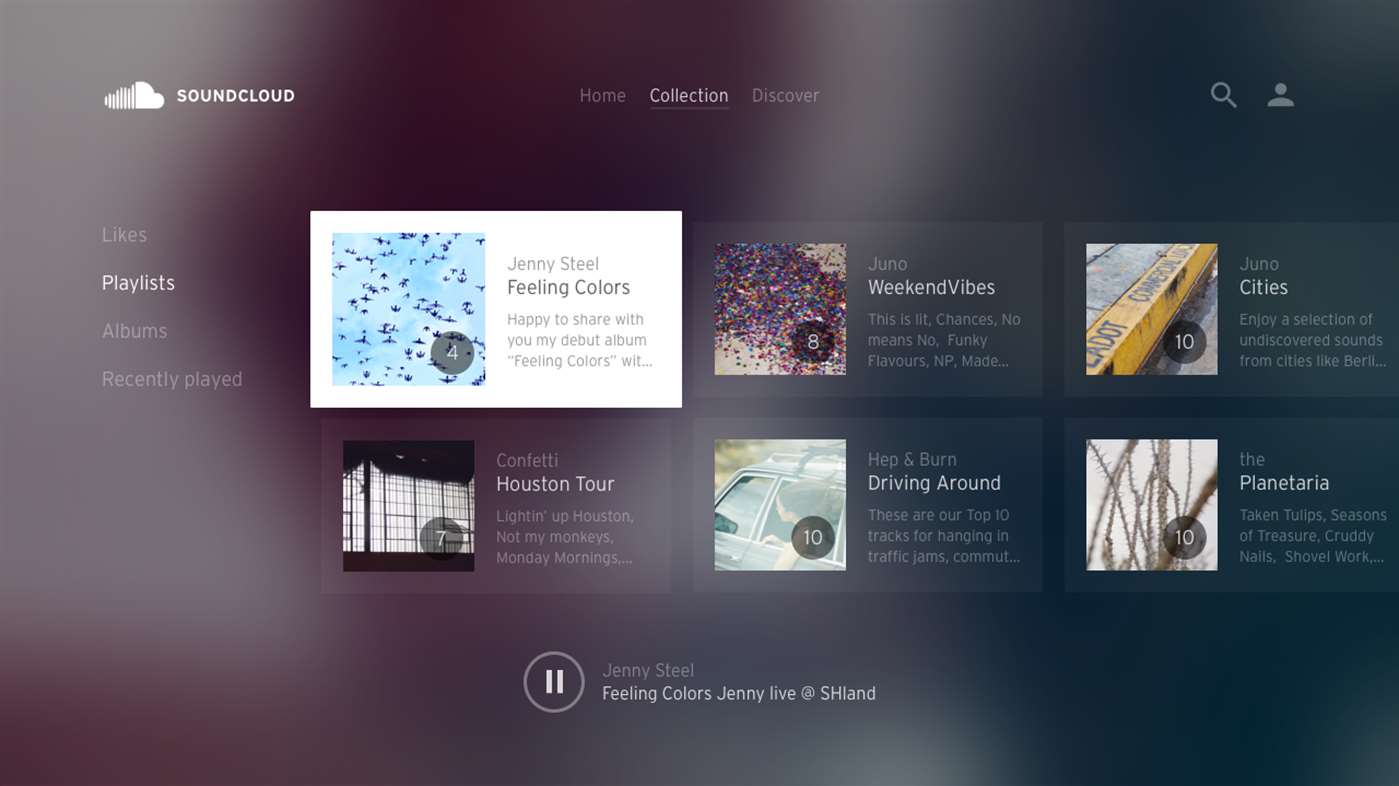 SOUNDCLOUD
Home
Collection
Discover
Likes
Playlists
Albums
Recently played
4
Jenny Steel
Feeling Colors
Happy to share with
you my debut album
“Feeling Colors” wit...
8
Juno
WeekendVibes
This is lit, Chances, No
means No, Funky
Flavours, NP, Made...
10
Juno
Cities
Enjoy a selection of
undiscovered sounds
from cities like Berli...
7
Confetti
Houston Tour
Lightin’ up Houston,
Not my monkeys,
Monday Mornings,...
10
Hep & Burn
Driving Around
These are our Top 10
tracks for hanging in
traffic jams, commut...
10
the
Planetaria
Taken Tulips, Seasons
of Treasure, Cruddy
Nails, Shovel Work,...
Jenny Steel
Feeling Colors Jenny live @ SHland